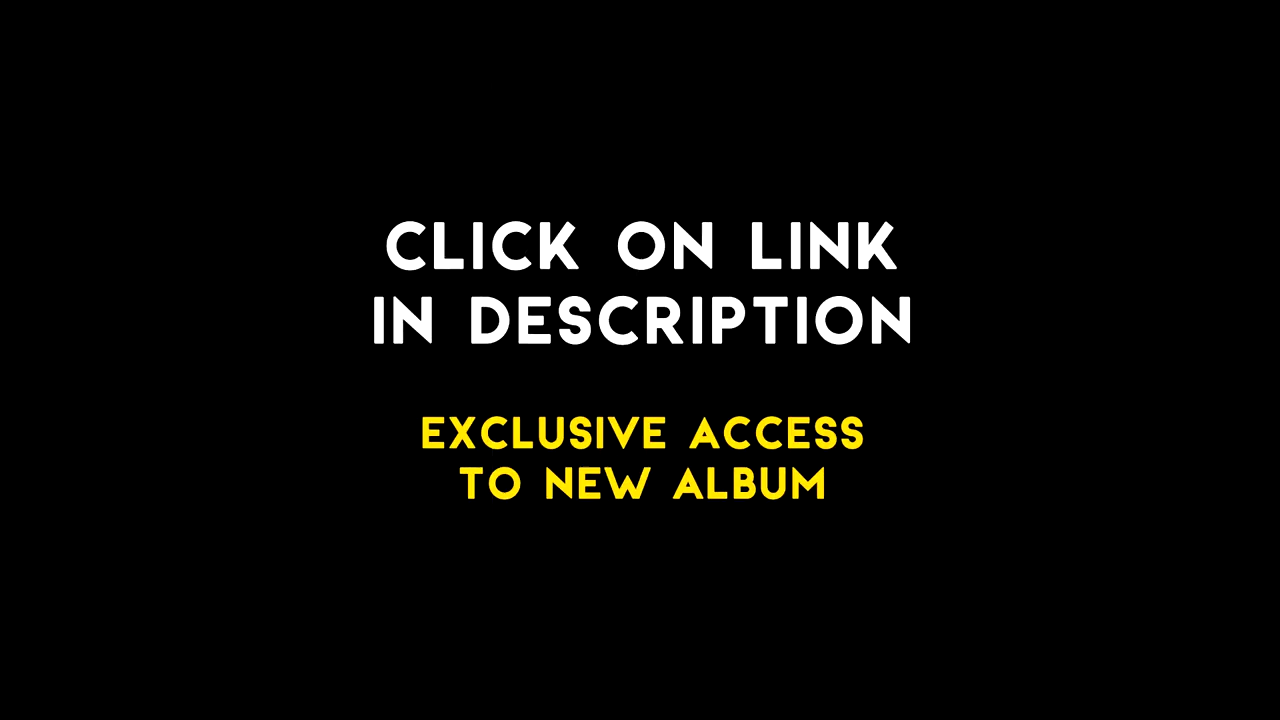 CLICK ON LINK
IN DESCRIPTION
EXCLUSIVE ACCESS
TO NEW ALBUM